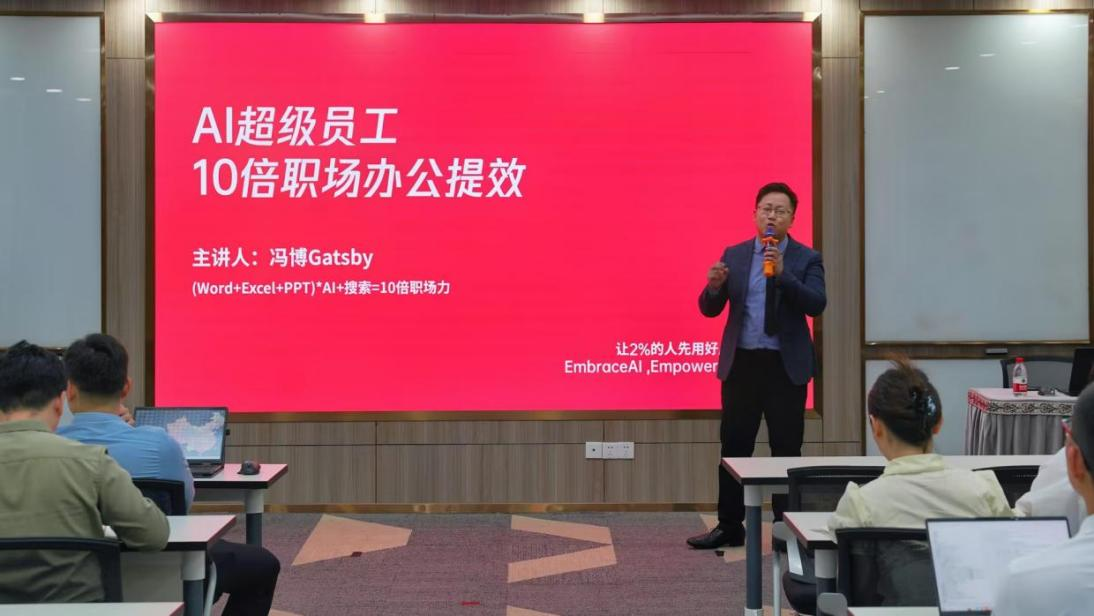 AI超级员工
10倍职场办公提效
主讲人：冯博Gatsby
(Word+Excel+PPT)*AI+搜索=10倍职场力
让2%的人先用好
EmbraceAI ,Empower